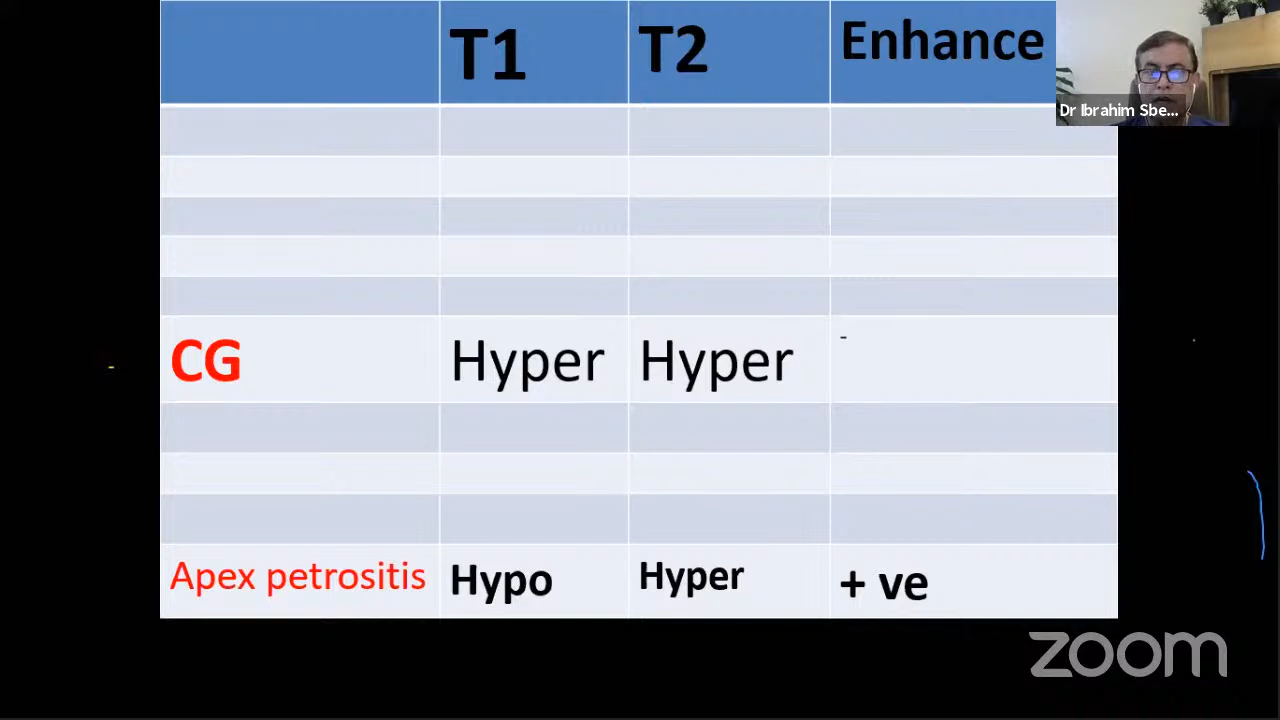 T1 T2 Enhance
Dr Ibrahim Sbe...
CG Hyper Hyper -
Apex petrositis Hypo Hyper + ve
zoom